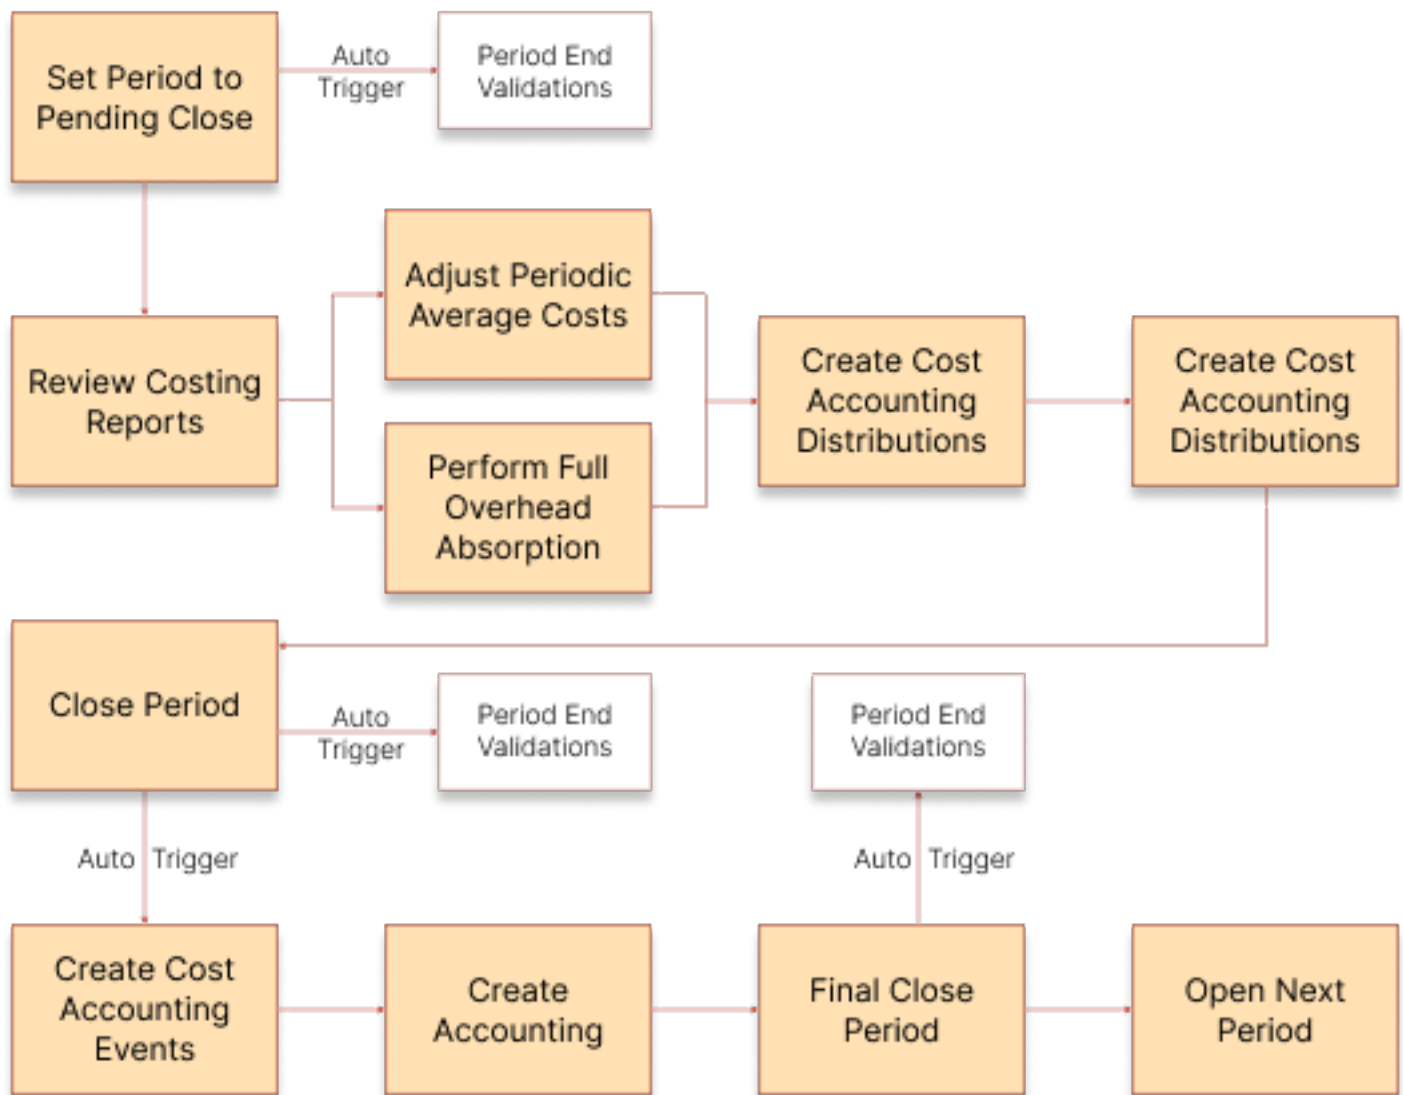 Set Period to
Pending Close
Auto
Trigger
Period End
Validations
Adjust Periodic
Average Costs
Review Costing
Reports
Perform Full
Overhead
Absorption
Create Cost
Accounting
Distributions
Create Cost
Accounting
Distributions
Close Period
Auto
Trigger
Period End
Validations
Period End
Validations
Auto Trigger
Auto Trigger
Create Cost
Accounting
Events
Create
Accounting
Final Close
Period
Open Next
Period